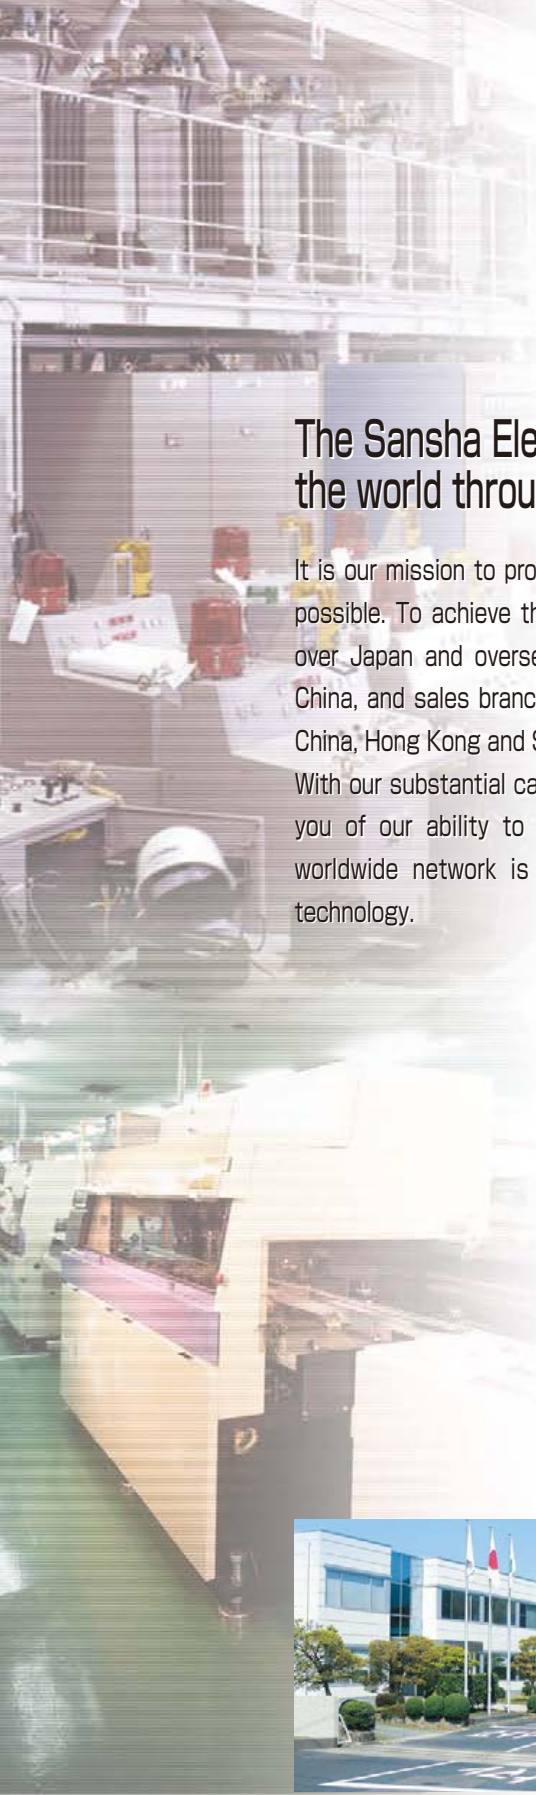 The Sansha Ele
the world throu
It is our mission to pro
possible. To achieve th
over Japan and overse
China, and sales branc
China, Hong Kong and S
With our substantial ca
you of our ability to
worldwide network is
technology.